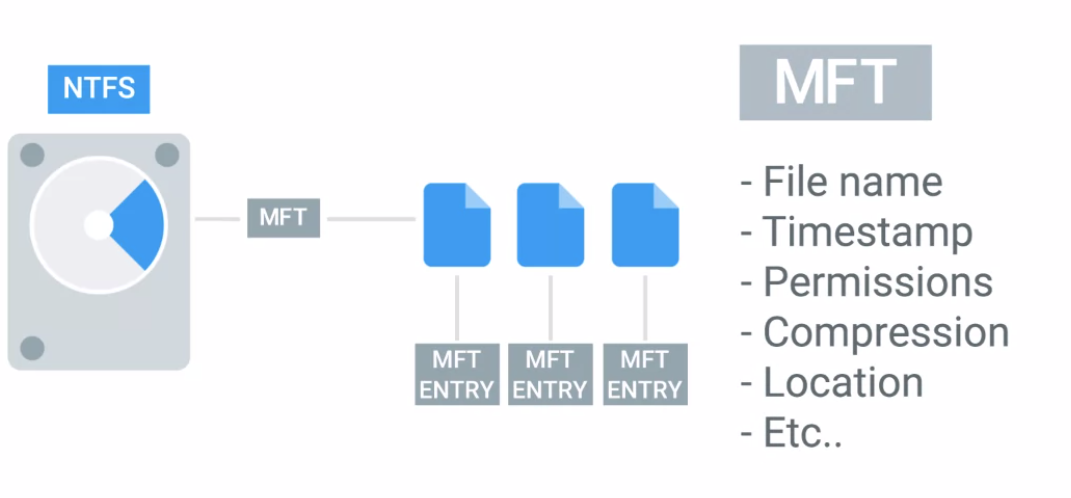 NTFS
MFT
MFT
ENTRY
MFT
ENTRY
MFT
ENTRY
MFT
- File name
- Timestamp
- Permissions
- Compression
- Location
- Etc..